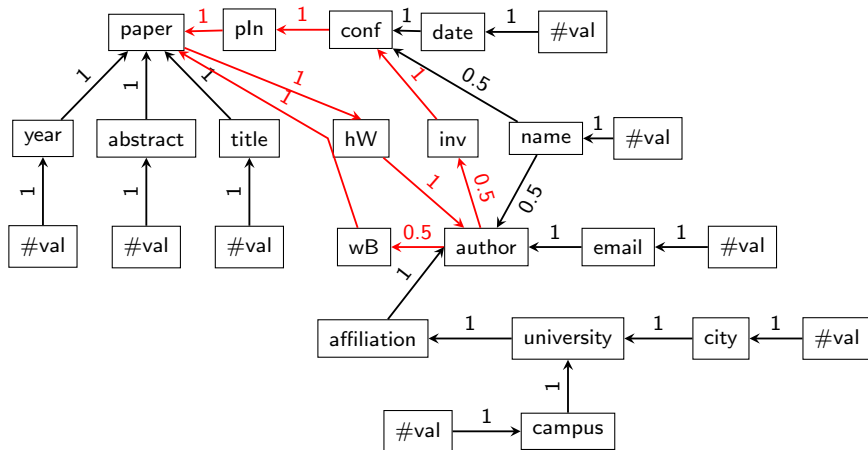 paper 1 pIn 1 conf 1 date 1 #val
1 1 1 1 1 1 0.5
year abstract title hW inv name 1 #val
1 1 1 1 0.5 0.5
#val #val #val wB 0.5 author 1 email 1 #val
1
affiliation 1 university 1 city 1 #val
1
#val 1 campus